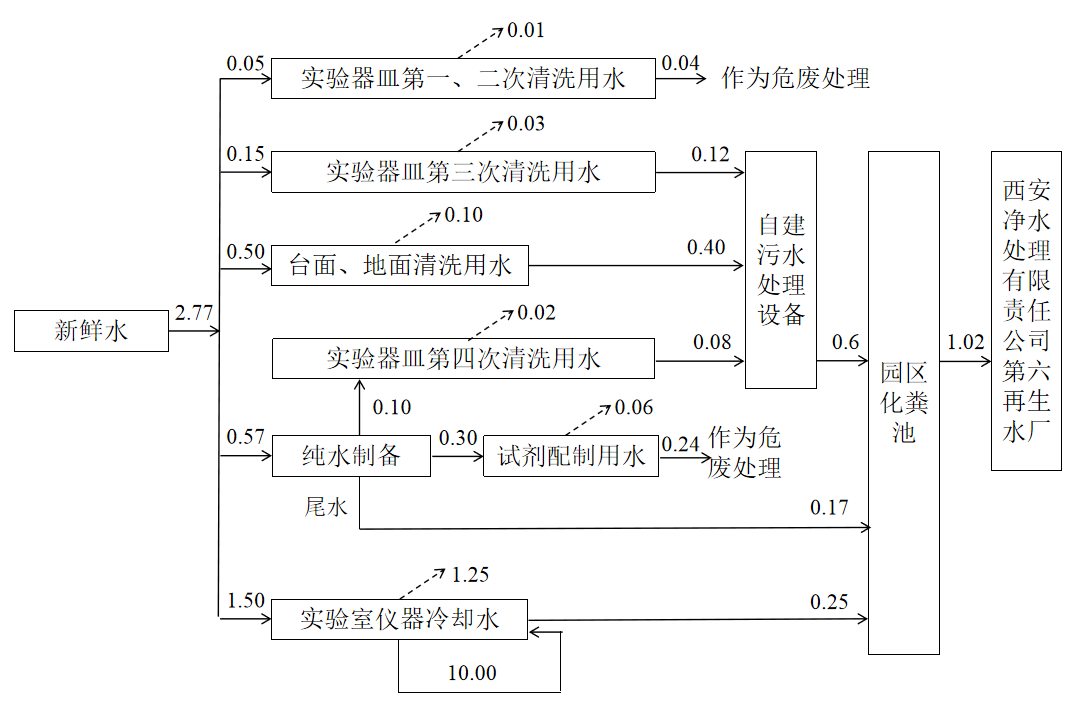 0.01
0.05
实验器皿第一、二次清洗用水
0.04
作为危废处理
0.03
0.15
实验器皿第三次清洗用水
0.12
0.10
0.50
台面、地面清洗用水
0.40
自建
污水
处理
设备
新鲜水
2.77
0.02
实验器皿第四次清洗用水
0.08
0.6
园区
化粪
池
1.02
西安
净水
处理
有限
责任
公司
第六
再生
水厂
0.10
0.57
纯水制备
0.30
0.06
试剂配制用水
0.24
作为危
废处理
尾水
0.17
1.25
1.50
实验室仪器冷却水
0.25
10.00